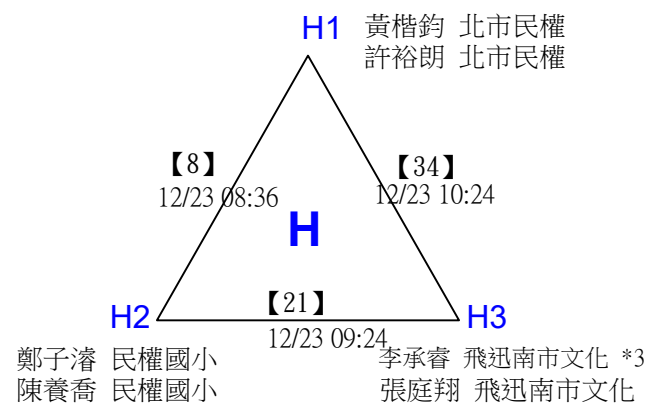 H1
黃楷鈞 北市民權
許裕朗 北市民權
【8】
12/23 08:36
【34】
12/23 10:24
H
【21】
12/23 09:24
H2
鄭子濬 民權國小
陳養喬 民權國小
H3
李承睿 飛迅南市文化 *3
張庭翔 飛迅南市文化